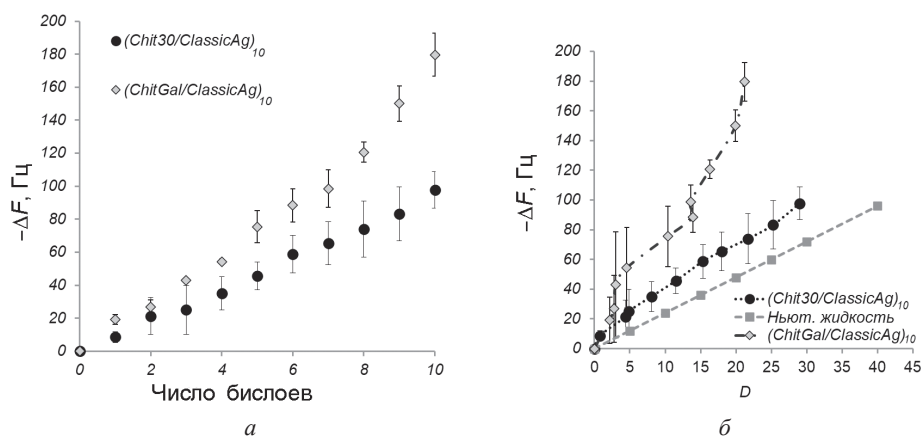 200
180
160
140
120
100
80
60
40
20
0
−ΔF, Гц
(Chit30/ClassicAg)10
(ChitGal/ClassicAg)10
0 2 4 6 8 10
Число бислоев
а
200
180
160
140
120
100
80
60
40
20
0
−ΔF, Гц
(Chit30/ClassicAg)10
Ньют. жидкость
(ChitGal/ClassicAg)10
0 5 10 15 20 25 30 35 40 45
D
б